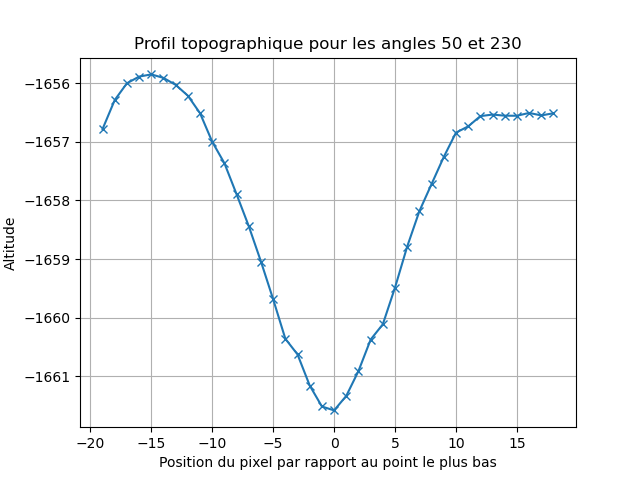 Profil topographique pour les angles 50 et 230
Altitude
−1656
−1657
−1658
−1659
−1660
−1661
−20 −15 −10 −5 0 5 10 15
Position du pixel par rapport au point le plus bas